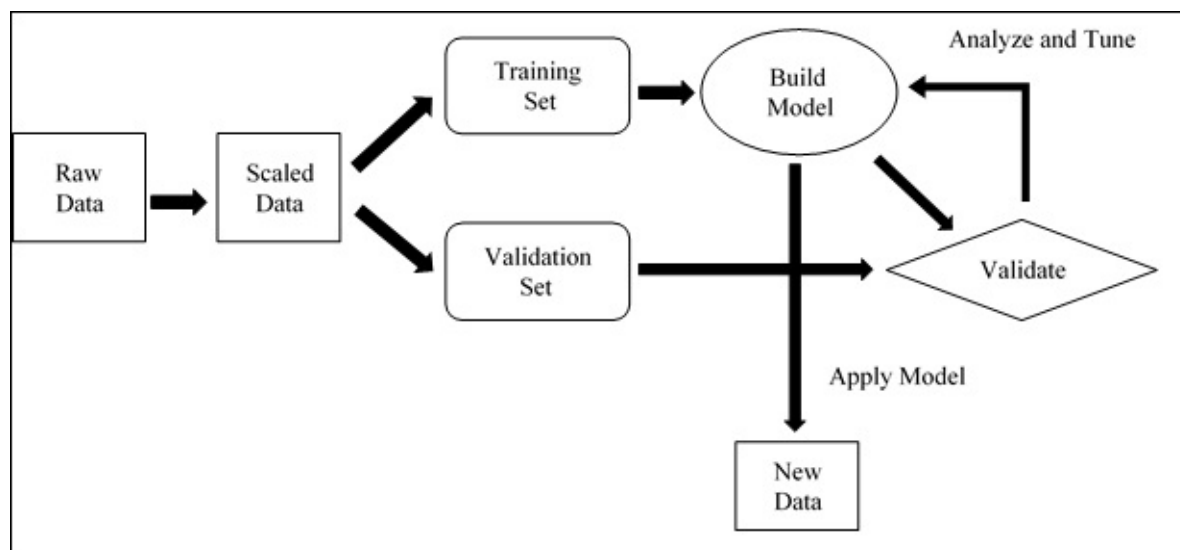 Raw
Data
Scaled
Data
Training
Set
Validation
Set
Build
Model
Analyze and Tune
Validate
Apply Model
New
Data